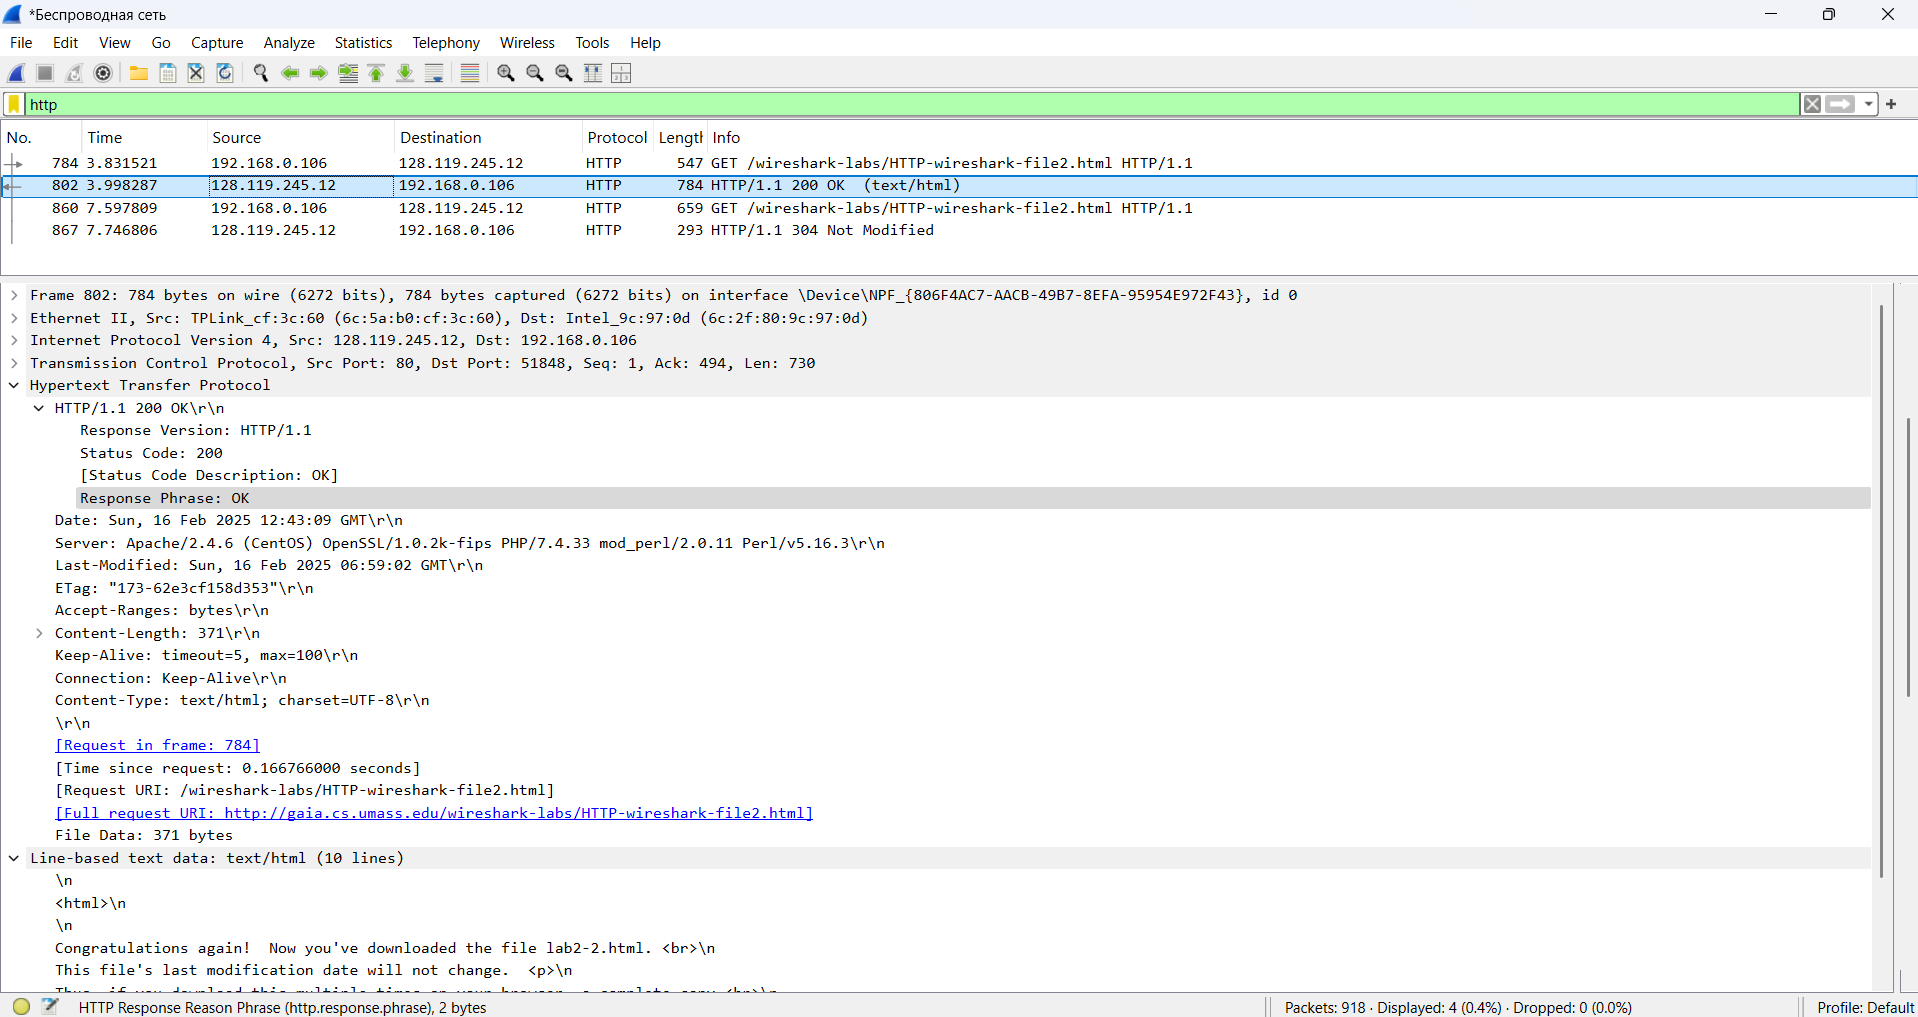 *Беспроводная сеть
File Edit View Go Capture Analyze Statistics Telephony Wireless Tools Help
http
No. Time Source Destination Protocol Lengtl Info
784 3.831521 192.168.0.106 128.119.245.12 HTTP 547 GET /wireshark-labs/HTTP-wireshark-file2.html HTTP/1.1
802 3.998287 128.119.245.12 192.168.0.106 HTTP 784 HTTP/1.1 200 OK  (text/html)
860 7.597809 192.168.0.106 128.119.245.12 HTTP 659 GET /wireshark-labs/HTTP-wireshark-file2.html HTTP/1.1
867 7.746806 128.119.245.12 192.168.0.106 HTTP 293 HTTP/1.1 304 Not Modified
Frame 802: 784 bytes on wire (6272 bits), 784 bytes captured (6272 bits) on interface \Device\NPF_{806F4AC7-AACB-49B7-8EFA-95954E972F43}, id 0
Ethernet II, Src: TPLink_cf:3c:60 (6c:5a:b0:cf:3c:60), Dst: Intel_9c:97:0d (6c:2f:80:9c:97:0d)
Internet Protocol Version 4, Src: 128.119.245.12, Dst: 192.168.0.106
Transmission Control Protocol, Src Port: 80, Dst Port: 51848, Seq: 1, Ack: 494, Len: 730
Hypertext Transfer Protocol
HTTP/1.1 200 OK\r\n
Response Version: HTTP/1.1
Status Code: 200
[Status Code Description: OK]
Response Phrase: OK
Date: Sun, 16 Feb 2025 12:43:09 GMT\r\n
Server: Apache/2.4.6 (CentOS) OpenSSL/1.0.2k-fips PHP/7.4.33 mod_perl/2.0.11 Perl/v5.16.3\r\n
Last-Modified: Sun, 16 Feb 2025 06:59:02 GMT\r\n
ETag: "173-62e3cf158d353"\r\n
Accept-Ranges: bytes\r\n
Content-Length: 371\r\n
Keep-Alive: timeout=5, max=100\r\n
Connection: Keep-Alive\r\n
Content-Type: text/html; charset=UTF-8\r\n
\r\n
[Request in frame: 784]
[Time since request: 0.166766000 seconds]
[Request URI: /wireshark-labs/HTTP-wireshark-file2.html]
[Full request URI: http://gaia.cs.umass.edu/wireshark-labs/HTTP-wireshark-file2.html]
File Data: 371 bytes
Line-based text data: text/html (10 lines)
\n
<html>\n
\n
Congratulations again!  Now you've downloaded the file lab2-2.html. <br>\n
This file's last modification date will not change.  <p>\n
Thus  if you download this multiple times on your browser, a complete copy <br>\n
HTTP Response Reason Phrase (http.response.phrase), 2 bytes
Packets: 918 · Displayed: 4 (0.4%) · Dropped: 0 (0.0%)
Profile: Default